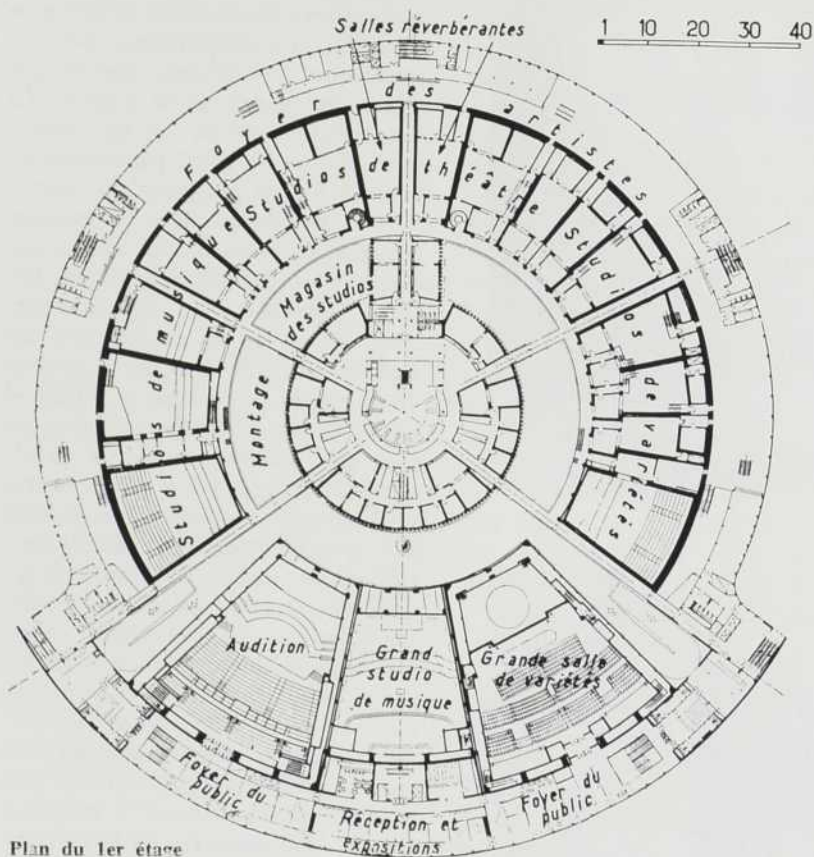 Salles réverbérantes
1 10 20 30 40
Foyer des artistes
Studios de musique
Studios de théâtre
Studios de variétés
Magasin
des studios
Montage
Audition
Grand
studio
de musique
Grande salle
de variétés
Foyer du
public
Réception et
expositions
Foyer du
public
Plan du 1er étage